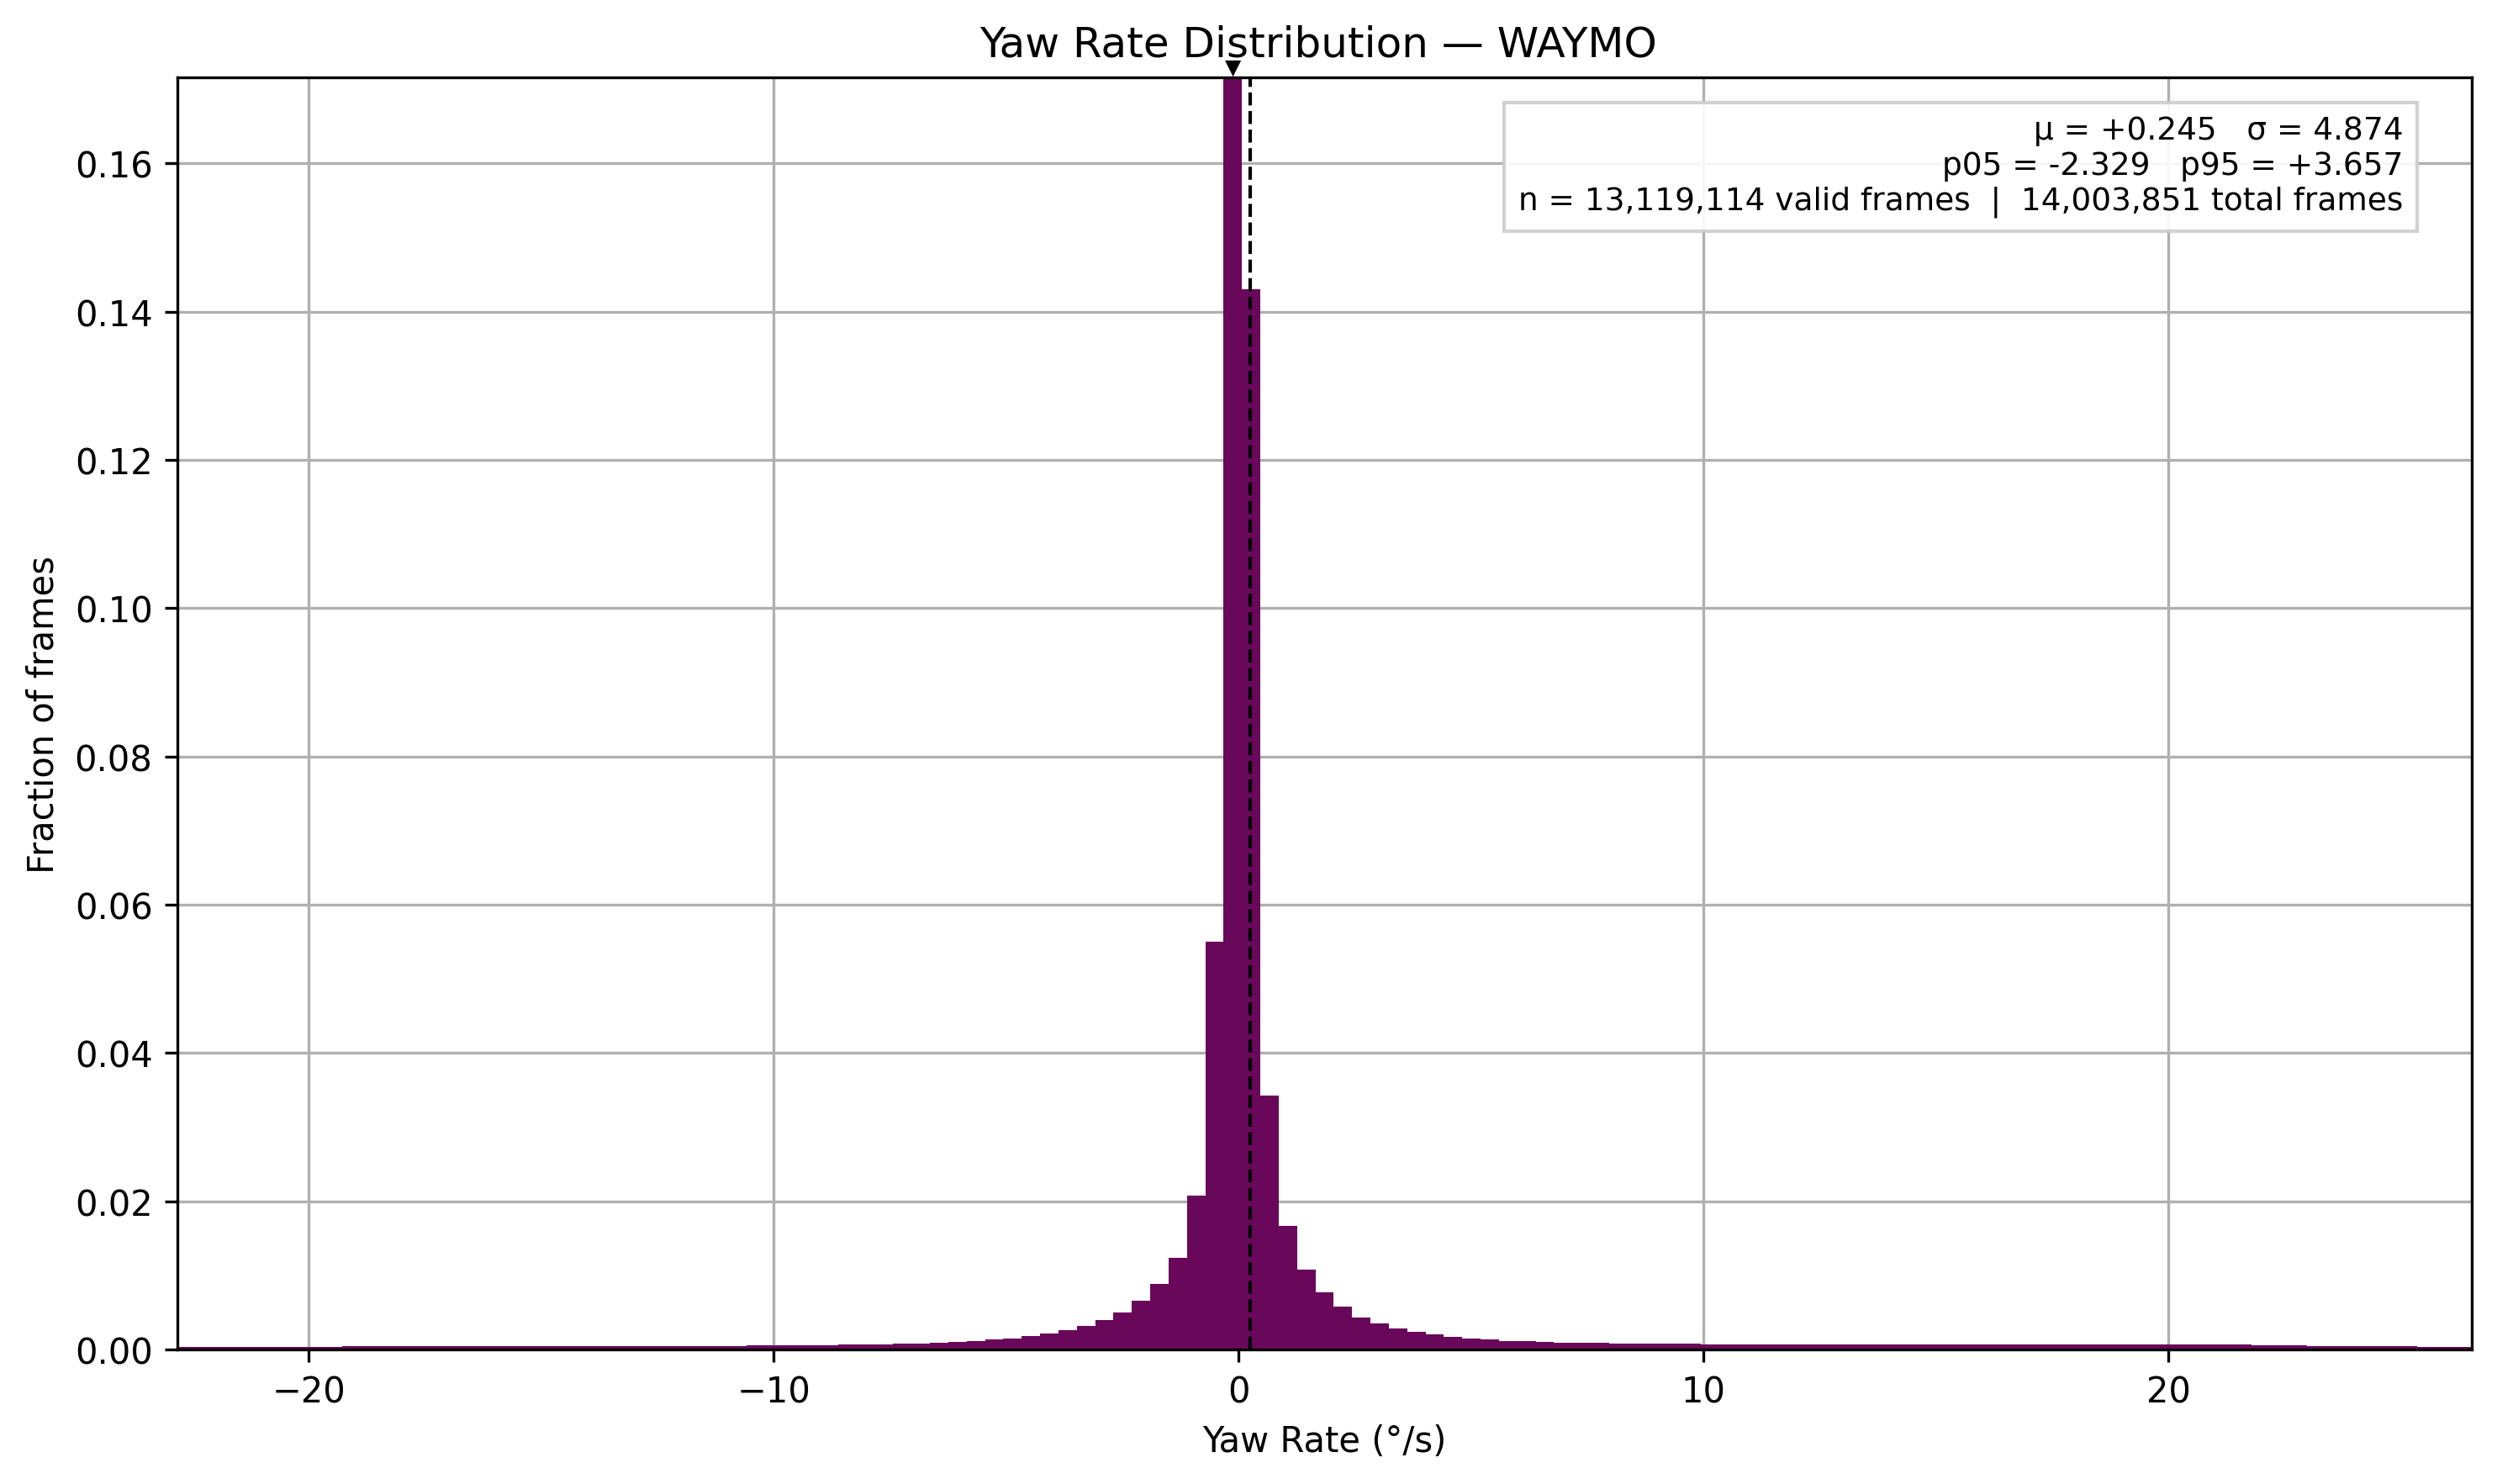 Yaw Rate Distribution — WAYMO
μ = +0.245   σ = 4.874
p05 = -2.329   p95 = +3.657
n = 13,119,114 valid frames  |  14,003,851 total frames
0.16
0.14
0.12
0.10
0.08
0.06
0.04
0.02
0.00
Fraction of frames
−20
−10
0
10
20
Yaw Rate (°/s)